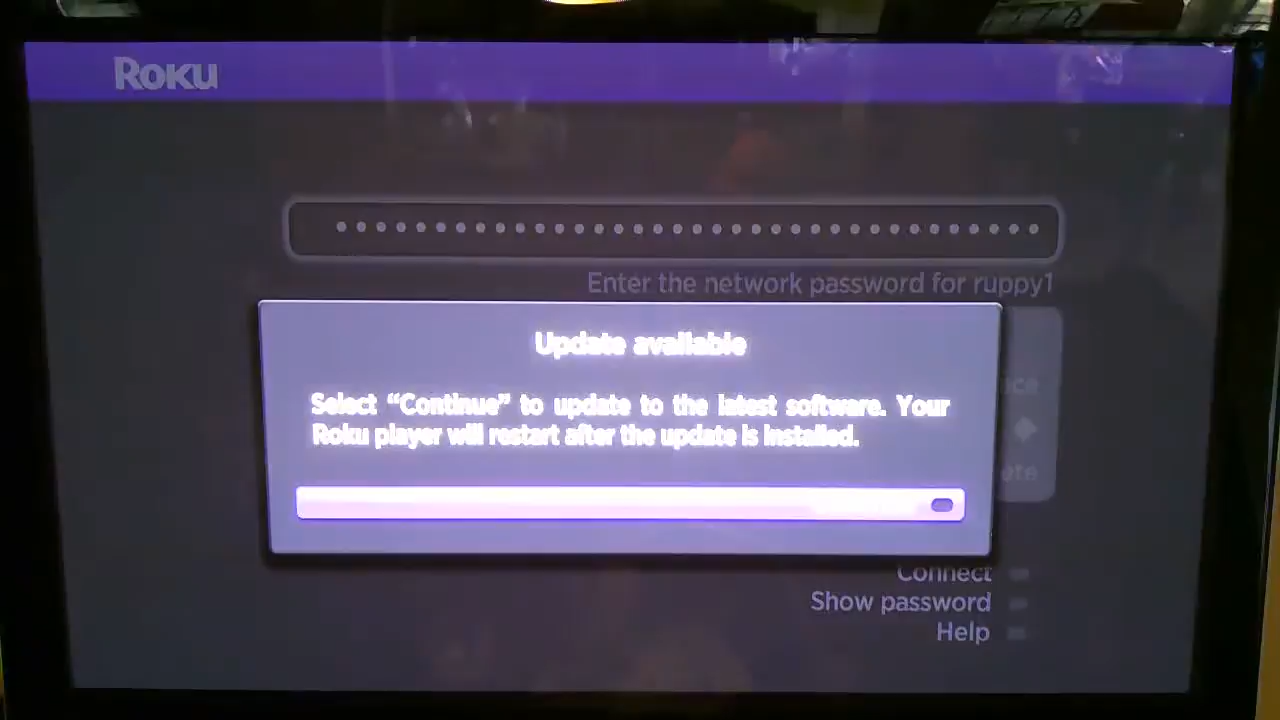 Roku
Enter the network password for ruppy1
Update available
Select “Continue” to update to the latest software. Your
Roku player will restart after the update is installed.
Connect
Show password
Help